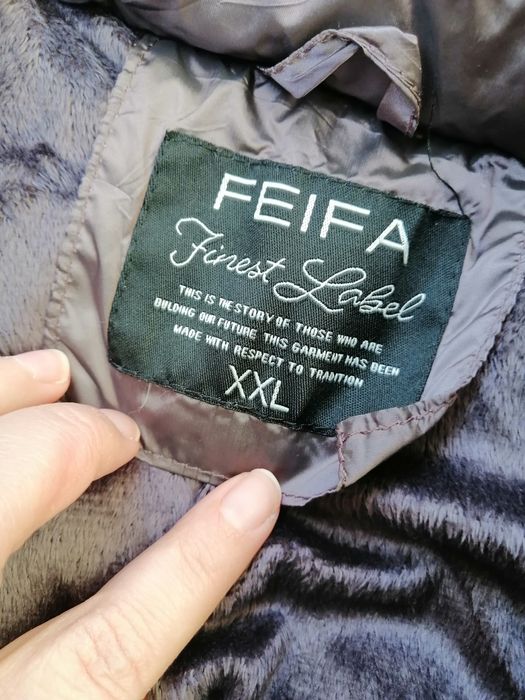 FEIFA
Finest Label
THIS IS THE STORY OF THOSE WHO ARE
BULDING OUR FUTURE THIS GARMENT HAS BEEN
MADE WITH RESPECT TO TRADITION
XXL